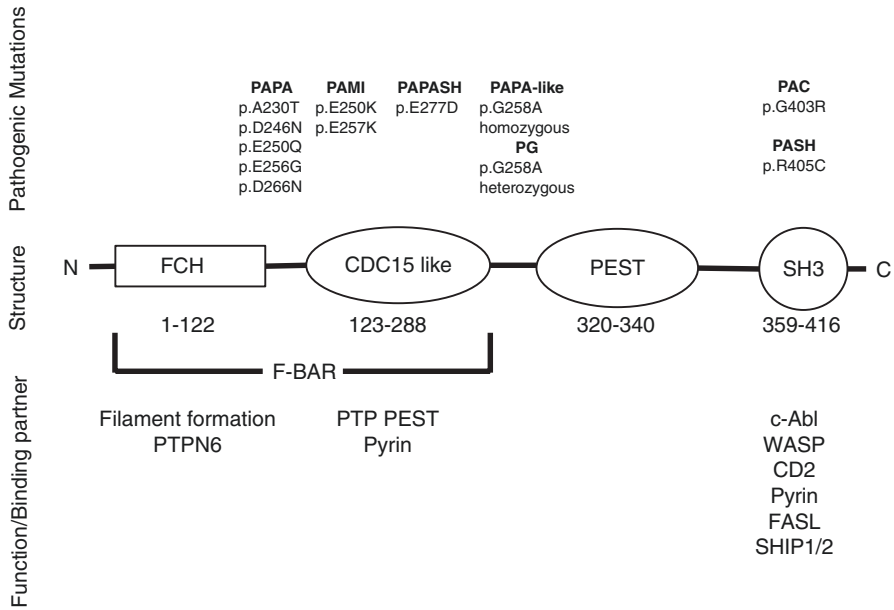 Pathogenic Mutations
PAPA
p.A230T
p.D246N
p.E250Q
p.E256G
p.D266N
PAMI
p.E250K
p.E257K
PAPASH
p.E277D
PAPA-like
p.G258A
homozygous
PG
p.G258A
heterozygous
PAC
p.G403R
PASH
p.R405C
Structure
N
FCH
CDC15 like
PEST
SH3
C
1-122
123-288
320-340
359-416
F-BAR
Function/Binding partner
Filament formation
PTPN6
PTP PEST
Pyrin
c-Abl
WASP
CD2
Pyrin
FASL
SHIP1/2